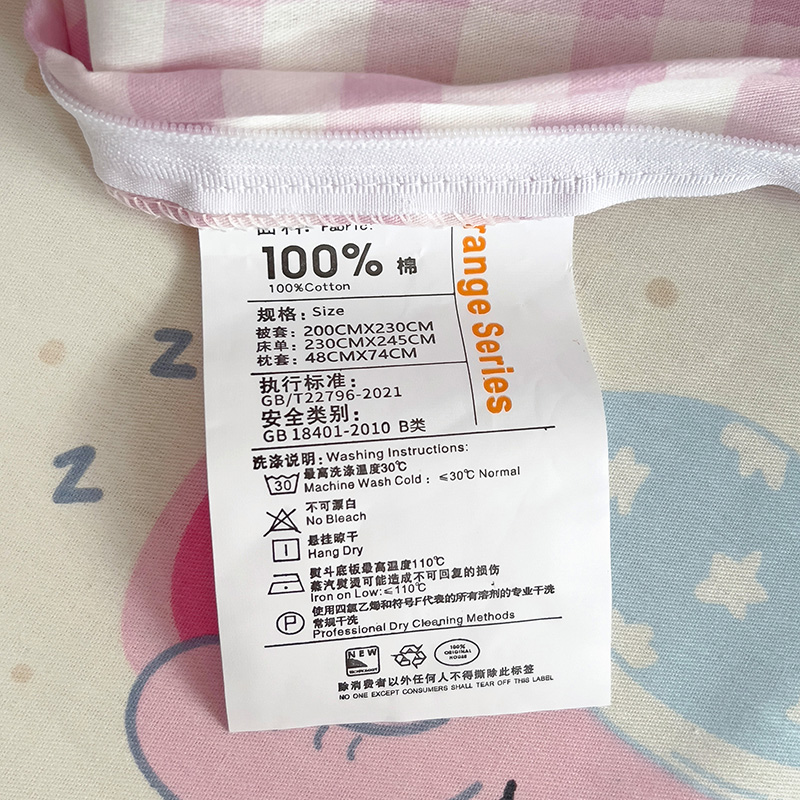 面料: Fabric:
100% 棉
100%Cotton
规格: Size
被套: 200CMX230CM
床单: 230CMX245CM
枕套: 48CMX74CM
执行标准:
GB/T22796-2021
安全类别:
GB 18401-2010 B类
range Series
洗涤说明: Washing Instructions:
30
最高洗涤温度30℃
Machine Wash Cold : ≤30℃ Normal
不可漂白
No Bleach
悬挂晾干
Hang Dry
熨斗底板最高温度110℃
蒸汽熨烫可能造成不可回复的损伤
Iron on Low:≤110℃
P
使用四氯乙烯和符号F代表的所有溶剂的专业干洗
常规干洗
Professional Dry Cleaning Methods
NEW
100%
ORIGINAL
除消费者以外任何人不得撕除此标签
NO ONE EXCEPT CONSUMERS SHALL TEAR OFF THIS LABEL
z
z